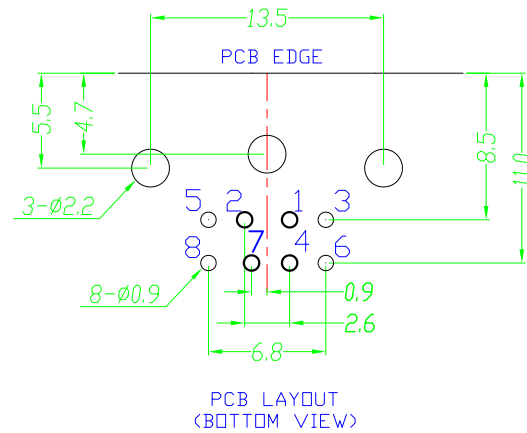 13.5
PCB EDGE
5.5
4.7
8.5
11.0
3-Ø2.2
5 2 1 3
8 7 4 6
8-Ø0.9
0.9
2.6
6.8
PCB LAYOUT
(BOTTOM VIEW)